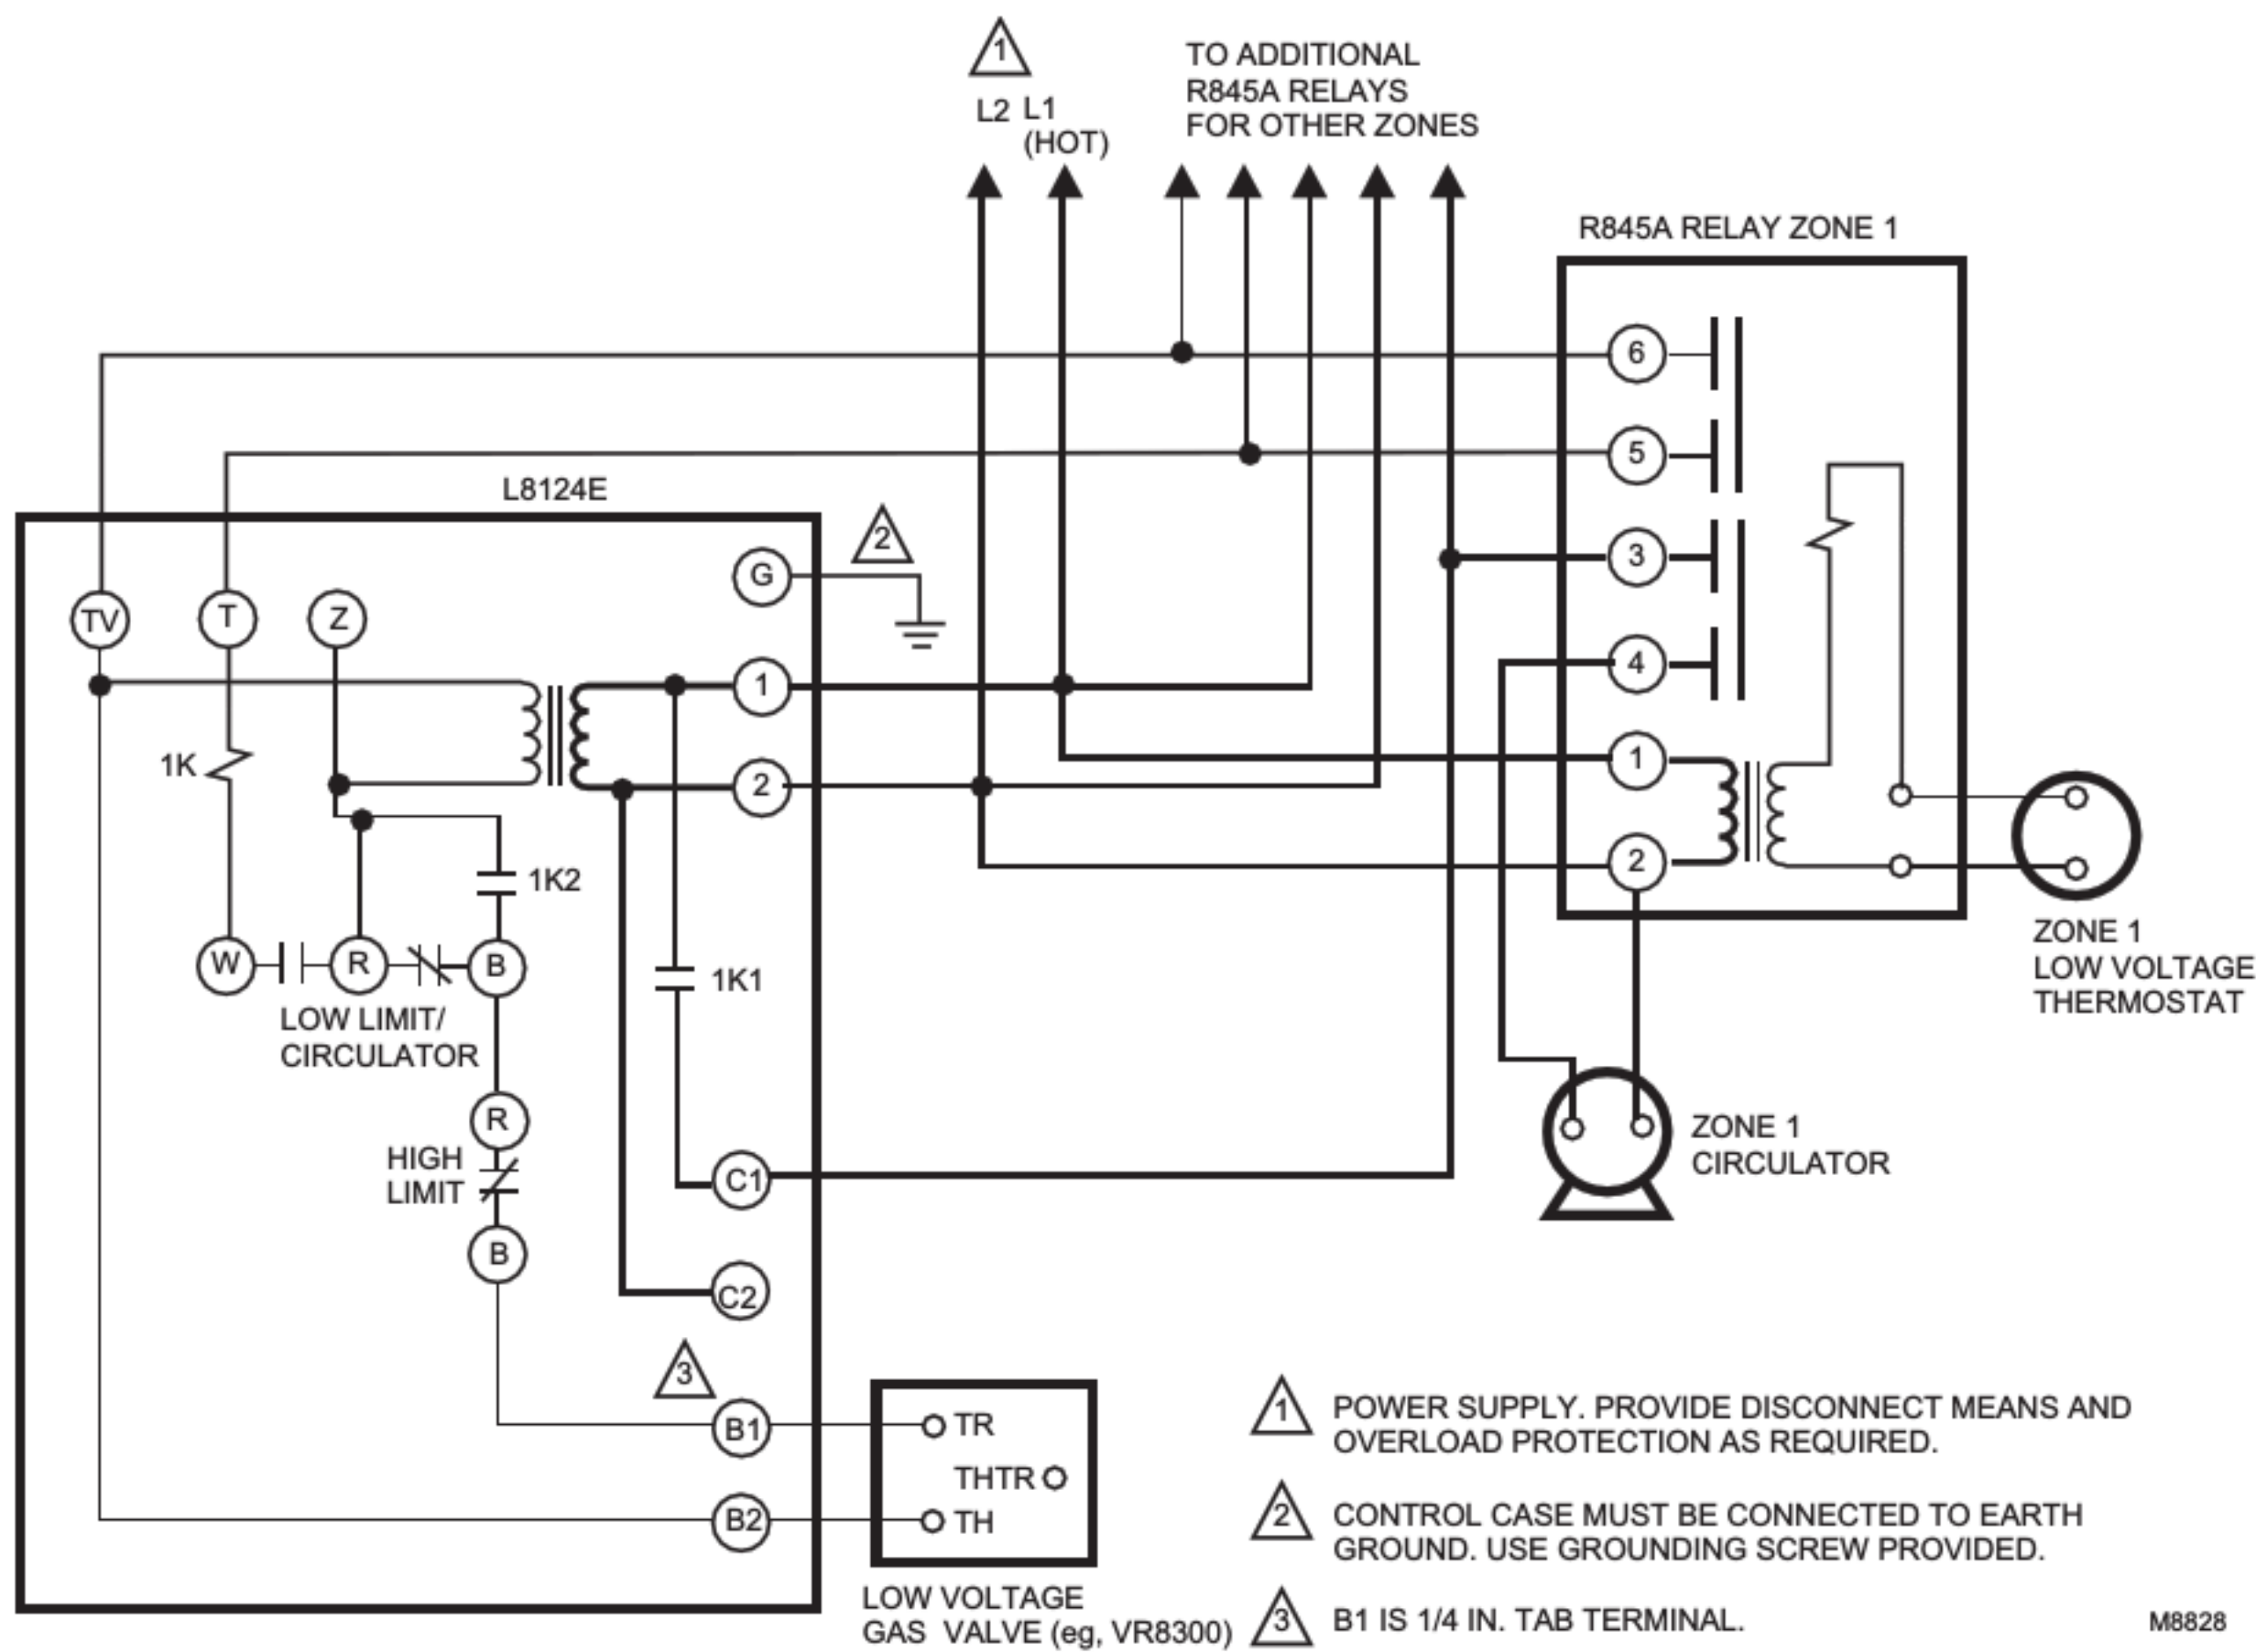 1
L2 L1
(HOT)
TO ADDITIONAL
R845A RELAYS
FOR OTHER ZONES
R845A RELAY ZONE 1
6
5
3
4
1
2
ZONE 1
LOW VOLTAGE
THERMOSTAT
ZONE 1
CIRCULATOR
L8124E
2
TV
T
Z
G
1
2
1K
1K2
W
R
B
LOW LIMIT/
CIRCULATOR
1K1
R
HIGH
LIMIT
B
C1
C2
3
B1
B2
TR
THTR
TH
LOW VOLTAGE
GAS VALVE (eg, VR8300)
1 POWER SUPPLY. PROVIDE DISCONNECT MEANS AND
OVERLOAD PROTECTION AS REQUIRED.
2 CONTROL CASE MUST BE CONNECTED TO EARTH
GROUND. USE GROUNDING SCREW PROVIDED.
3 B1 IS 1/4 IN. TAB TERMINAL.
M8828